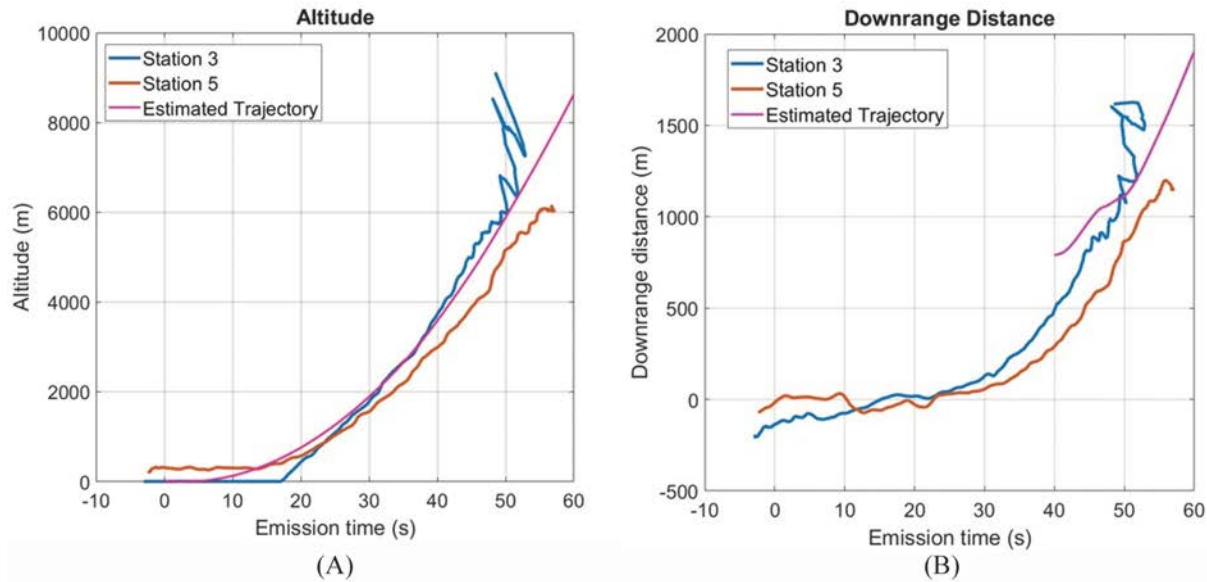 Altitude
10000
8000
6000
4000
2000
0
Altitude (m)
Station 3
Station 5
Estimated Trajectory
-10 0 10 20 30 40 50 60
Emission time (s)
(A)
Downrange Distance
2000
1500
1000
500
0
-500
Downrange distance (m)
Station 3
Station 5
Estimated Trajectory
-10 0 10 20 30 40 50 60
Emission time (s)
(B)